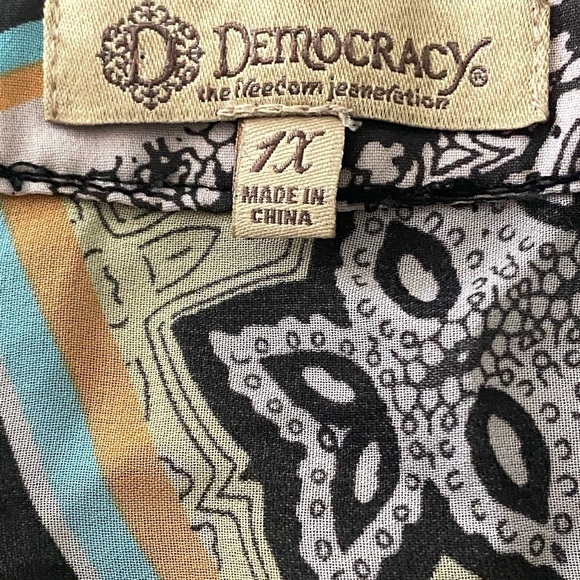 D DEMOCRACY®
the freedom jeaneration
1X
MADE IN
CHINA